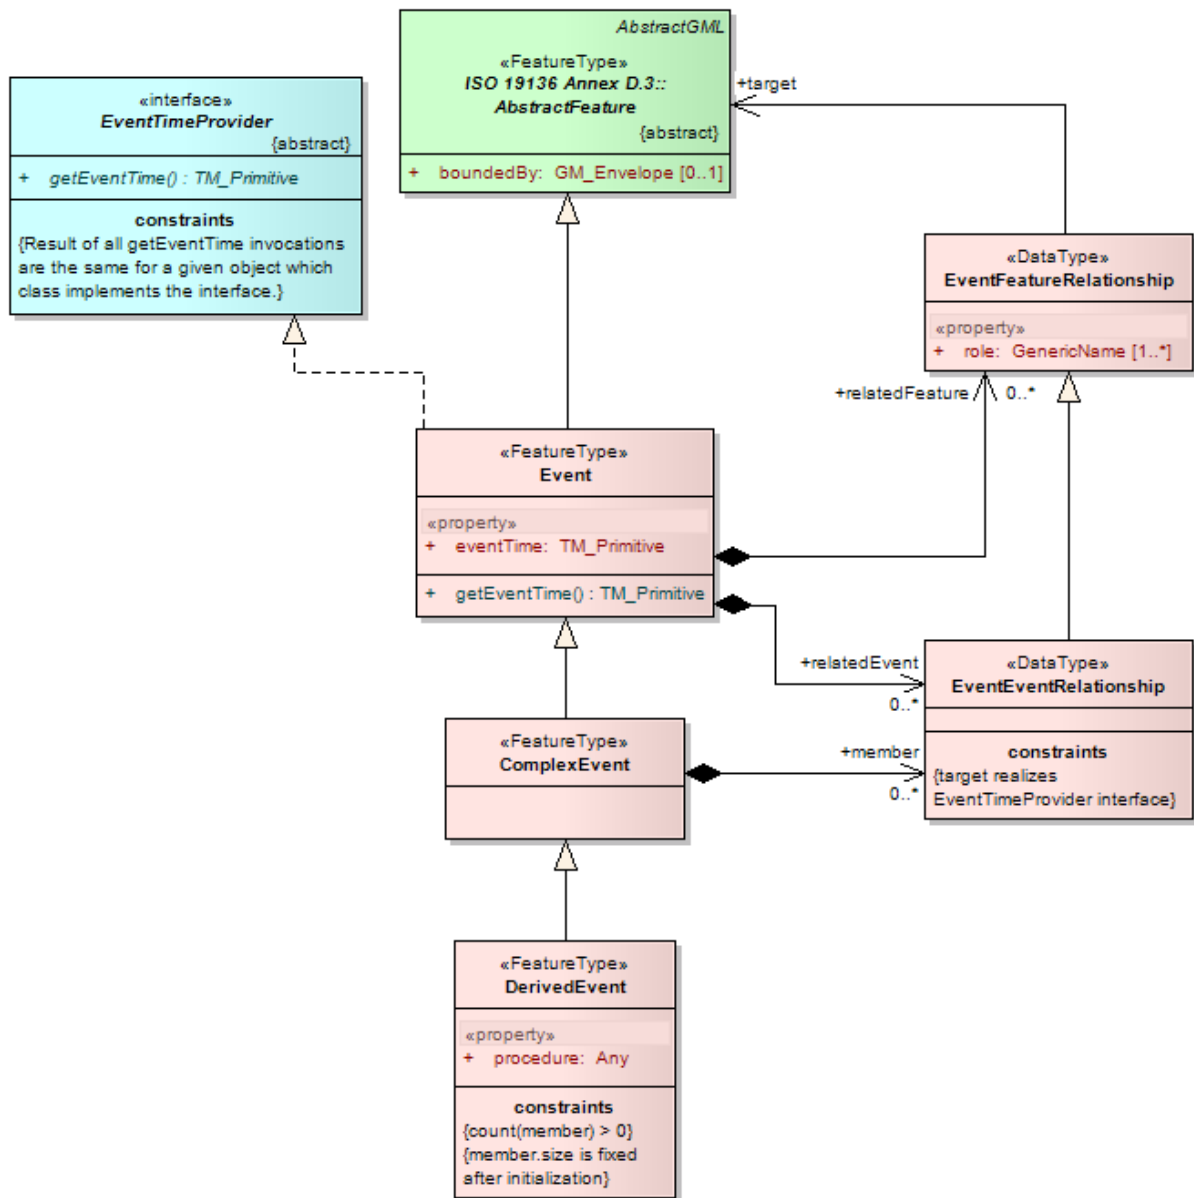 AbstractGML
«FeatureType»
ISO 19136 Annex D.3::
AbstractFeature
{abstract}
+ boundedBy: GM_Envelope [0..1]
«interface»
EventTimeProvider
{abstract}
+ getEventTime() : TM_Primitive
constraints
{Result of all getEventTime invocations
are the same for a given object which
class implements the interface.}
+target
«DataType»
EventFeatureRelationship
«property»
+ role: GenericName [1..*]
+relatedFeature
0..*
«FeatureType»
Event
«property»
+ eventTime: TM_Primitive
+ getEventTime() : TM_Primitive
+relatedEvent
0..*
«DataType»
EventEventRelationship
constraints
{target realizes
EventTimeProvider interface}
«FeatureType»
ComplexEvent
+member
0..*
«FeatureType»
DerivedEvent
«property»
+ procedure: Any
constraints
{count(member) > 0}
{member.size is fixed
after initialization}